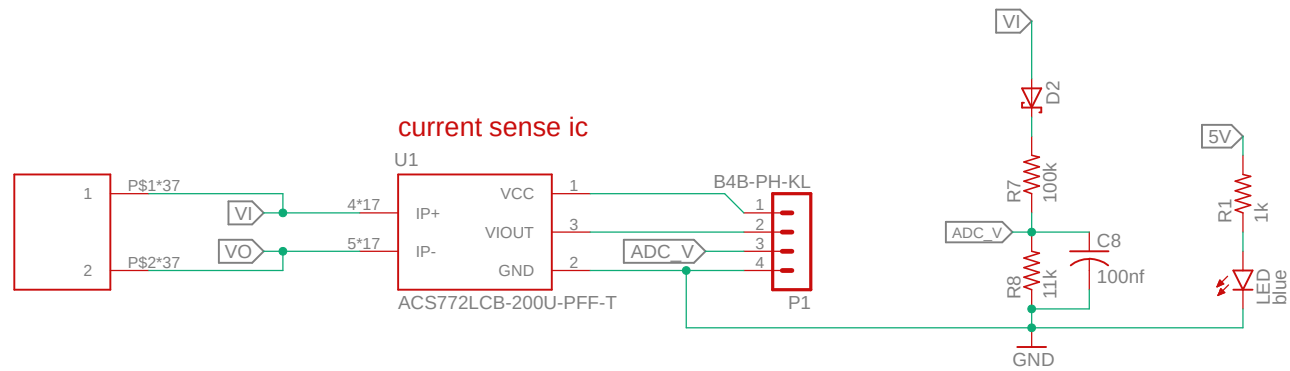 VI
D2
current sense ic
5V
U1
R7
100k
P$1*37
1
VCC
1
B4B-PH-KL
R1
1k
VI
4*17
IP+
1
VIOUT
3
2
ADC_V
VO
5*17
IP-
ADC_V
3
C8
2
P$2*37
GND
2
4
R8
11k
100nf
LED
blue
ACS772LCB-200U-PFF-T
P1
GND